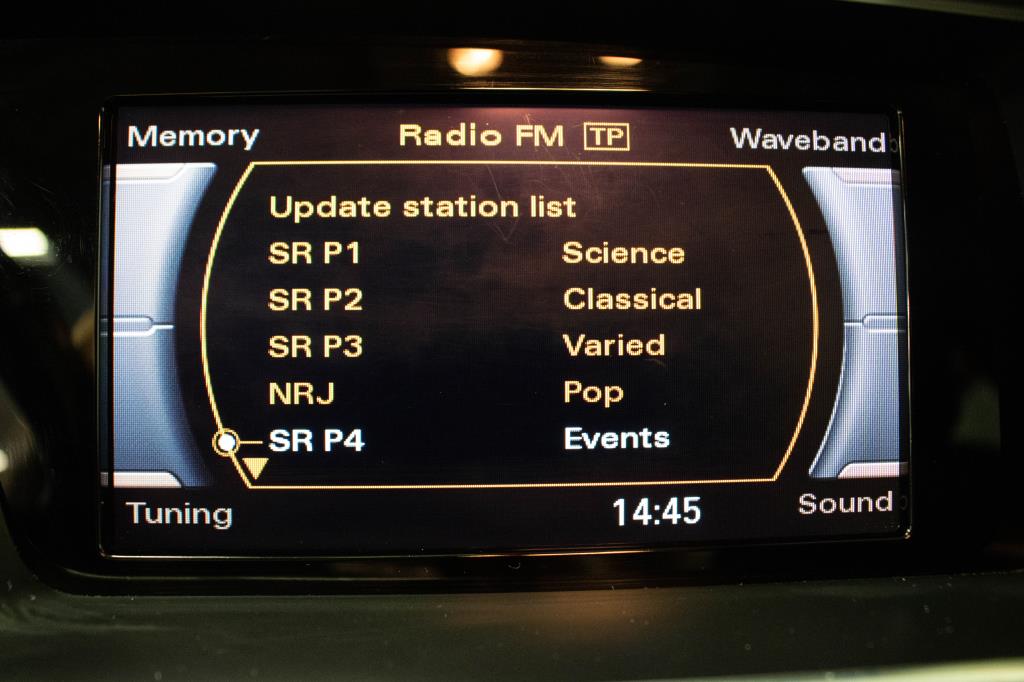 Memory Radio FM TP Waveband
Update station list
SR P1 Science
SR P2 Classical
SR P3 Varied
NRJ Pop
SR P4 Events
Tuning 14:45 Sound